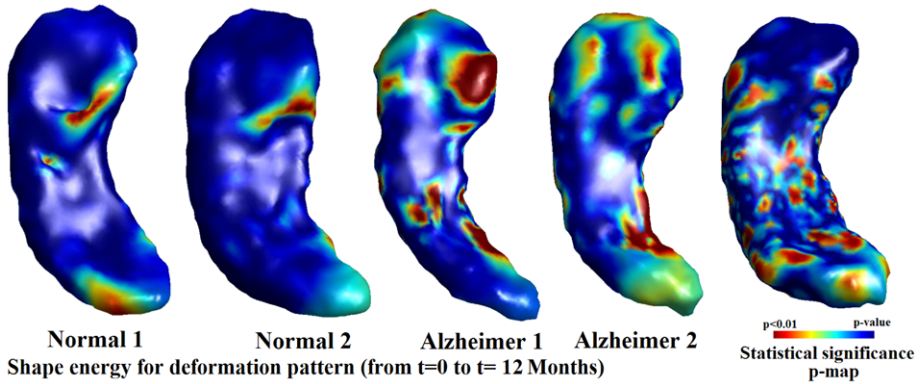 p<0.01 p-value
Normal 1 Normal 2 Alzheimer 1 Alzheimer 2
Statistical significance
Shape energy for deformation pattern (from t=0 to t= 12 Months)
p-map